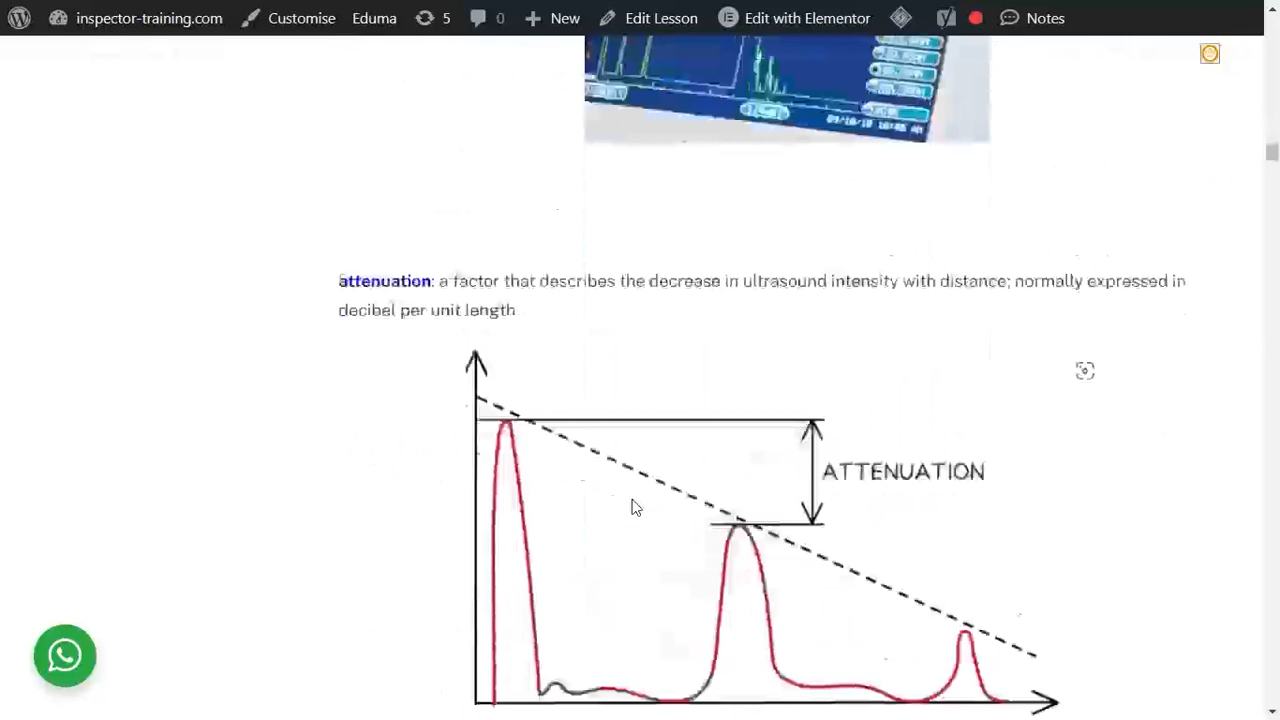 inspector-training.com Customise Eduma 5 0 New Edit Lesson Edit with Elementor Notes
attenuation: a factor that describes the decrease in ultrasound intensity with distance; normally expressed in
decibel per unit length
ATTENUATION